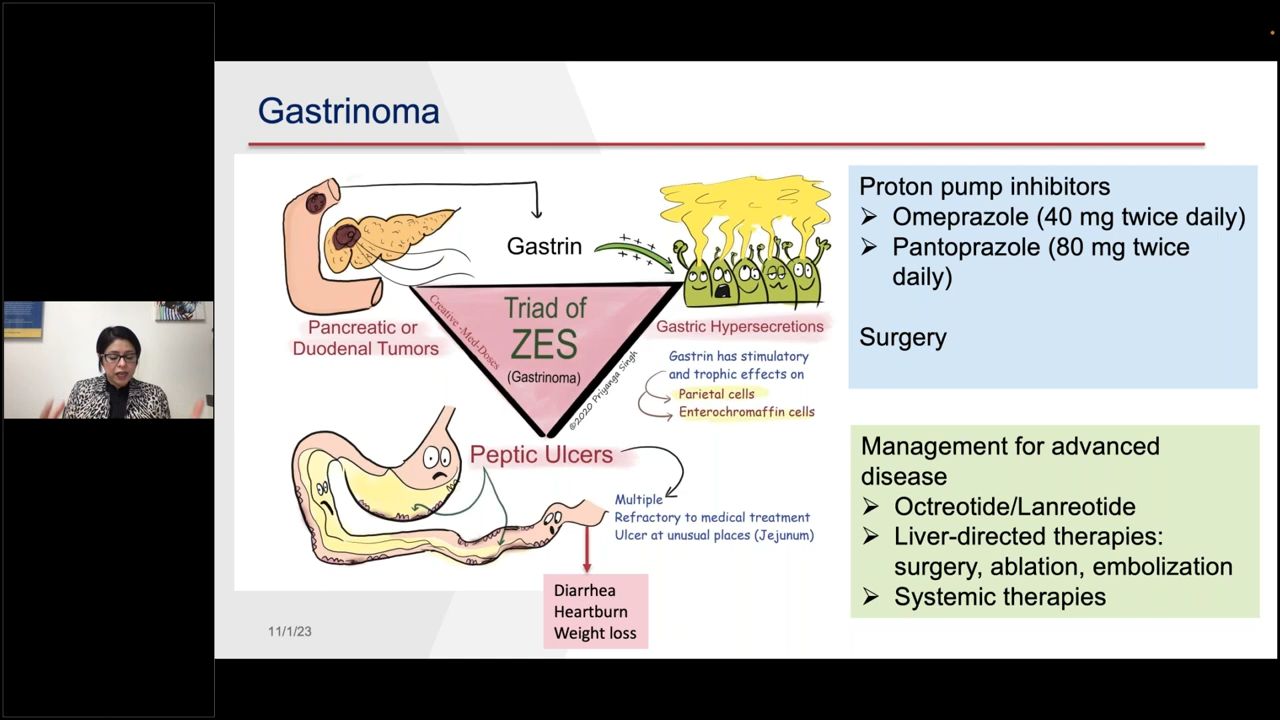 Gastrinoma
Gastrin
Pancreatic or
Duodenal Tumors
Creative-Med-Doses
Triad of
ZES
(Gastrinoma)
©2020 Priyanga Singh
Gastric Hypersecretions
Gastrin has stimulatory
and trophic effects on
Parietal cells
Enterochromaffin cells
Peptic Ulcers
Multiple
Refractory to medical treatment
Ulcer at unusual places (Jejunum)
Diarrhea
Heartburn
Weight loss
Proton pump inhibitors
➢ Omeprazole (40 mg twice daily)
➢ Pantoprazole (80 mg twice
daily)
Surgery
Management for advanced
disease
➢ Octreotide/Lanreotide
➢ Liver-directed therapies:
surgery, ablation, embolization
➢ Systemic therapies
11/1/23